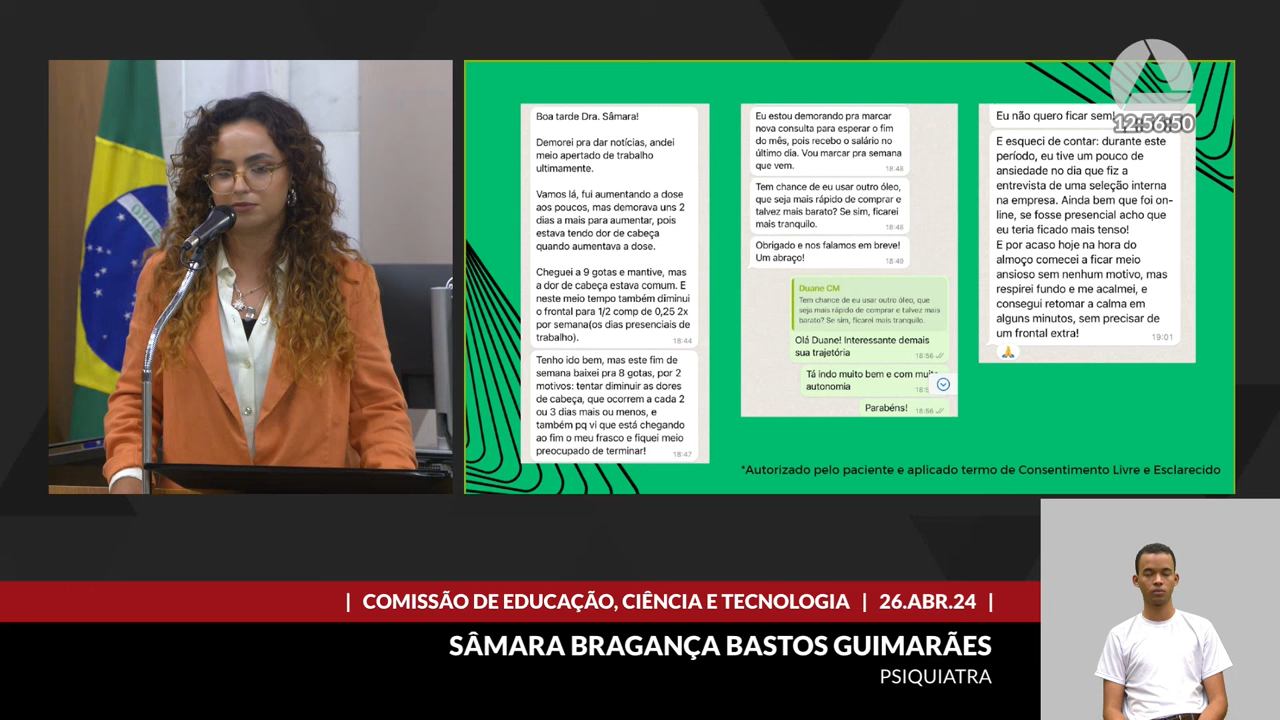 Boa tarde Dra. Sâmara!
Demorei pra dar notícias, andei
meio apertado de trabalho
ultimamente.
Vamos lá, fui aumentando a dose
aos poucos, mas demorava uns 2
dias a mais para aumentar, pois
estava tendo dor de cabeça
quando aumentava a dose.
Cheguei a 9 gotas e mantive, mas
a dor de cabeça estava comum. E
neste meio tempo também diminui
o frontal para 1/2 comp de 0,25 2x
por semana(os dias presenciais de
trabalho).
18:44
Tenho ido bem, mas este fim de
semana baixei pra 8 gotas, por 2
motivos: tentar diminuir as dores
de cabeça, que ocorrem a cada 2
ou 3 dias mais ou menos, e
também pq vi que está chegando
ao fim o meu frasco e fiquei meio
preocupado de terminar!
18:47
Eu estou demorando pra marcar
nova consulta para esperar o fim
do mês, pois recebo o salário no
último dia. Vou marcar pra semana
que vem.
18:48
Tem chance de eu usar outro óleo,
que seja mais rápido de comprar e
talvez mais barato? Se sim, ficarei
mais tranquilo.
18:48
Obrigado e nos falamos em breve!
Um abraço!
18:49
Duane CM
Tem chance de eu usar outro óleo, que
seja mais rápido de comprar e talvez mais
barato? Se sim, ficarei mais tranquilo.
Olá Duane! Interessante demais
sua trajetória
18:56
Tá indo muito bem e com
autonomia
Parabéns!
18:56
Eu não quero ficar sem!
12:56:50
E esqueci de contar: durante este
período, eu tive um pouco de
ansiedade no dia que fiz a
entrevista de uma seleção interna
na empresa. Ainda bem que foi on-
line, se fosse presencial acho que
eu teria ficado mais tenso!
E por acaso hoje na hora do
almoço comecei a ficar meio
ansioso sem nenhum motivo, mas
respirei fundo e me acalmei, e
consegui retomar a calma em
alguns minutos, sem precisar de
um frontal extra!
19:01
*Autorizado pelo paciente e aplicado termo de Consentimento Livre e Esclarecido
| COMISSÃO DE EDUCAÇÃO, CIÊNCIA E TECNOLOGIA | 26.ABR.24 |
SÂMARA BRAGANÇA BASTOS GUIMARÃES
PSIQUIATRA